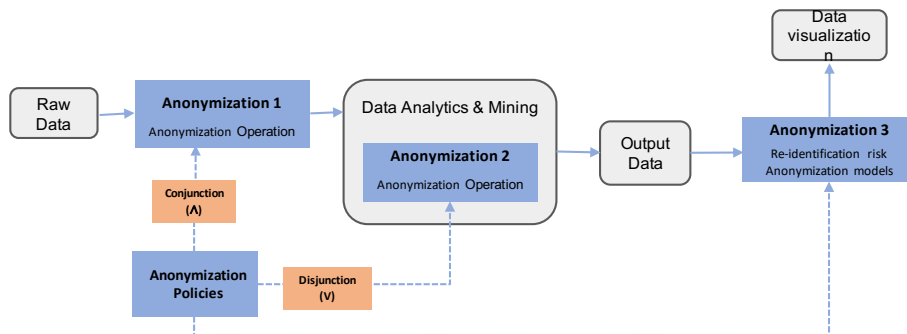 Data
visualizatio
n
Raw
Data
Anonymization 1
Anonymization Operation
Data Analytics & Mining
Anonymization 2
Anonymization Operation
Output
Data
Anonymization 3
Re-identification risk
Anonymization models
Conjunction
(Λ)
Anonymization
Policies
Disjunction
(V)